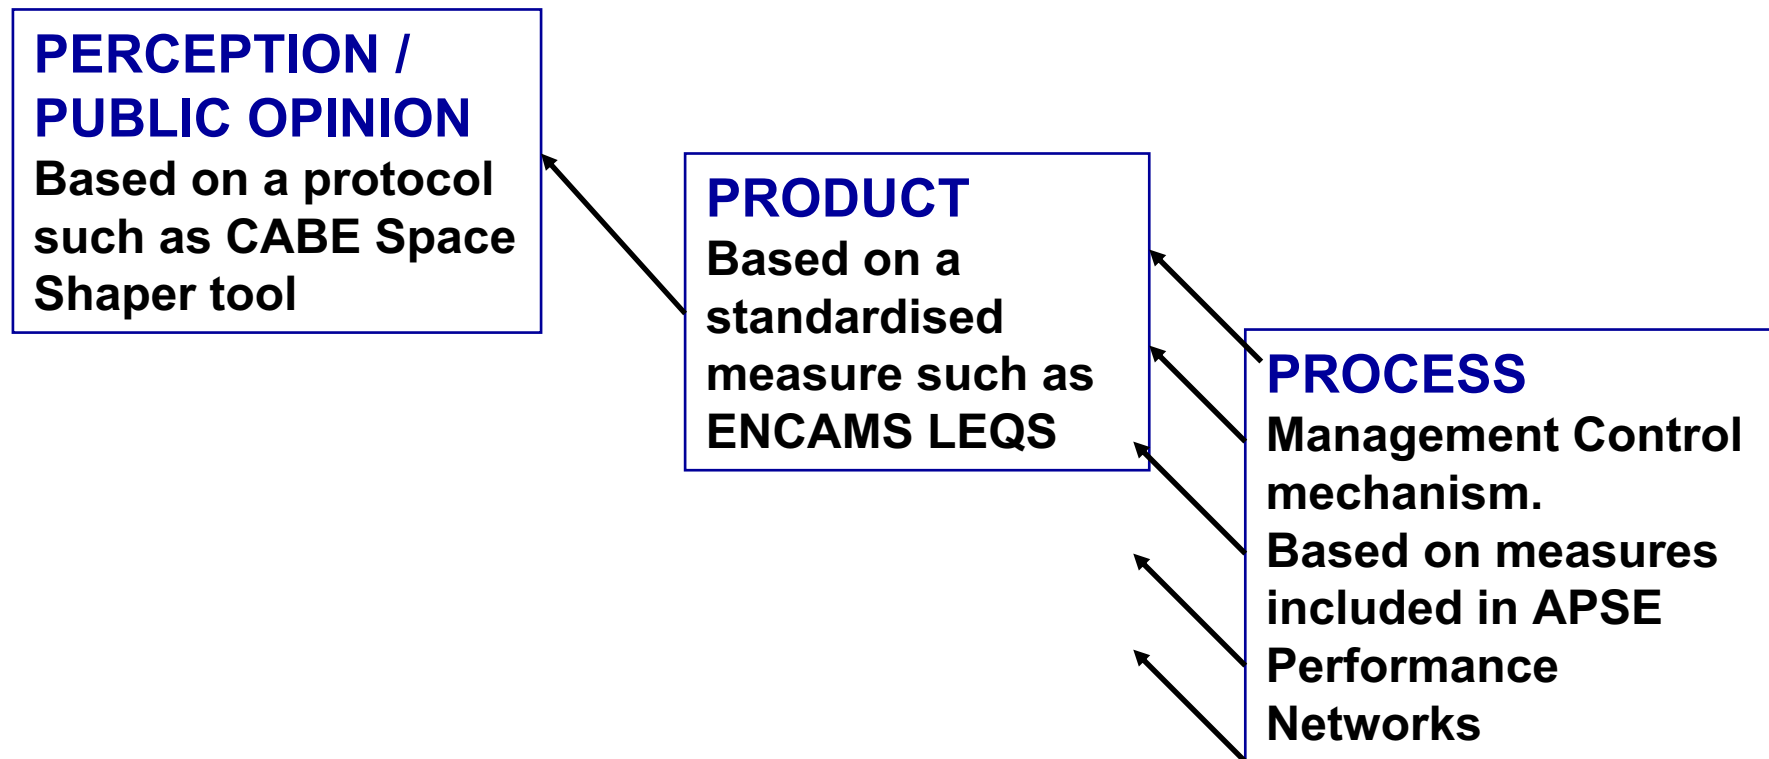 PERCEPTION /
PUBLIC OPINION
Based on a protocol
such as CABE Space
Shaper tool
PRODUCT
Based on a
standardised
measure such as
ENCAMS LEQS
PROCESS
Management Control
mechanism.
Based on measures
included in APSE
Performance
Networks